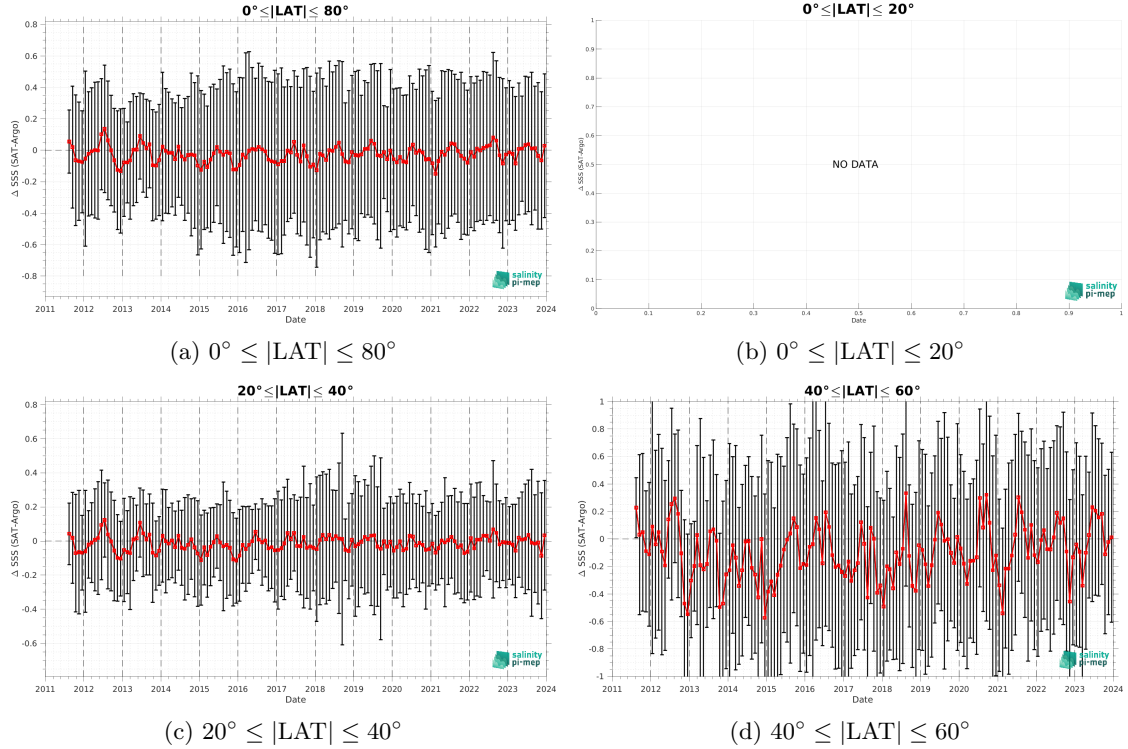 0°≤|LAT|≤ 80°
0.8
0.6
0.4
0.2
0
-0.2
-0.4
-0.6
-0.8
Δ SSS (SAT-Argo)
2011 2012 2013 2014 2015 2016 2017 2018 2019 2020 2021 2022 2023 2024
Date
salinity
pi-mep
(a) 0° ≤ |LAT| ≤ 80°
0°≤|LAT|≤ 20°
1
0.9
0.8
0.7
0.6
0.5
0.4
0.3
0.2
0.1
0
Δ SSS (SAT-Argo)
NO DATA
0 0.1 0.2 0.3 0.4 0.5 0.6 0.7 0.8 0.9 1
Date
salinity
pi-mep
(b) 0° ≤ |LAT| ≤ 20°
20°≤|LAT|≤ 40°
0.8
0.6
0.4
0.2
0
-0.2
-0.4
-0.6
Δ SSS (SAT-Argo)
2011 2012 2013 2014 2015 2016 2017 2018 2019 2020 2021 2022 2023 2024
Date
salinity
pi-mep
(c) 20° ≤ |LAT| ≤ 40°
40°≤|LAT|≤ 60°
1
0.8
0.6
0.4
0.2
0
-0.2
-0.4
-0.6
-0.8
-1
Δ SSS (SAT-Argo)
2011 2012 2013 2014 2015 2016 2017 2018 2019 2020 2021 2022 2023 2024
Date
salinity
pi-mep
(d) 40° ≤ |LAT| ≤ 60°